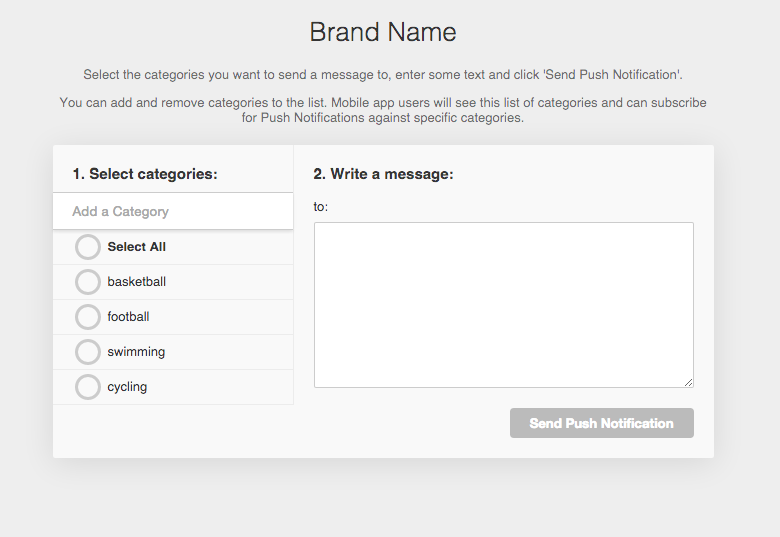 Brand Name
Select the categories you want to send a message to, enter some text and click 'Send Push Notification'.
You can add and remove categories to the list. Mobile app users will see this list of categories and can subscribe
for Push Notifications against specific categories.
1. Select categories:
Add a Category
Select All
basketball
football
swimming
cycling
2. Write a message:
to:
Send Push Notification